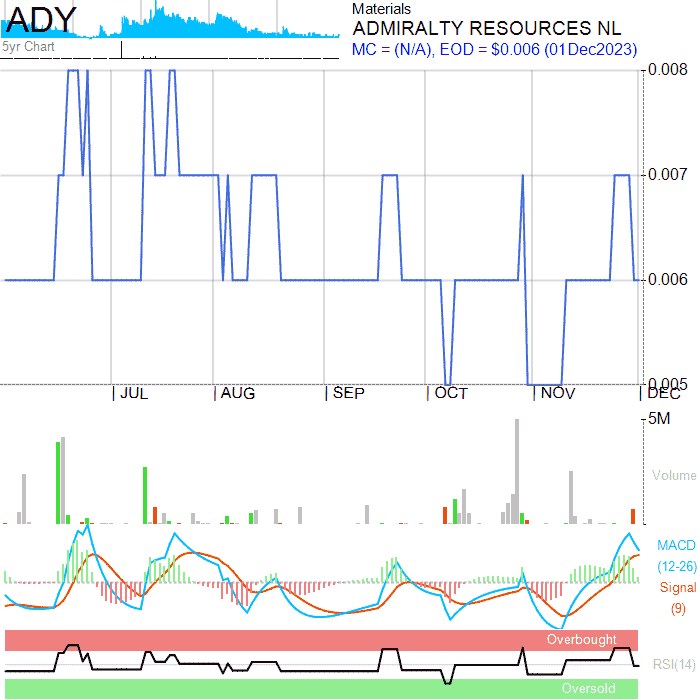 ADY
5yr Chart
Materials
ADMIRALTY RESOURCES NL
MC = (N/A), EOD = $0.006 (01Dec2023)
0.008
0.007
0.006
0.005
JUL
AUG
SEP
OCT
NOV
DEC
5M
Volume
MACD
(12-26)
Signal
(9)
Overbought
RSI(14)
Oversold